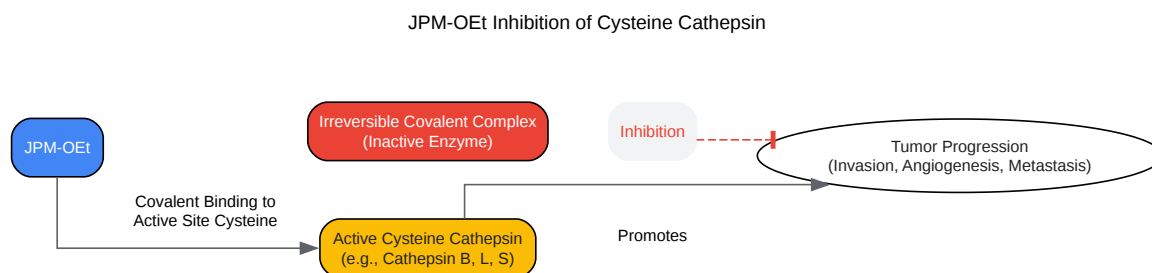 JPM-OEt Inhibition of Cysteine Cathepsin
JPM-OEt
Irreversible Covalent Complex
(Inactive Enzyme)
Inhibition
Tumor Progression
(Invasion, Angiogenesis, Metastasis)
Covalent Binding to
Active Site Cysteine
Active Cysteine Cathepsin
(e.g., Cathepsin B, L, S)
Promotes